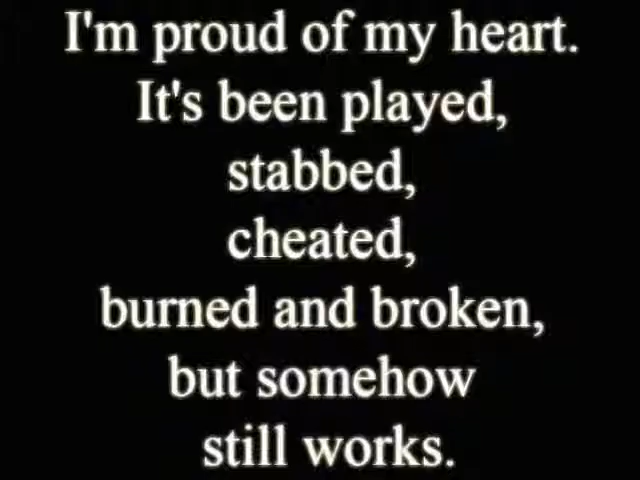 I'm proud of my heart.
It's been played,
stabbed,
cheated,
burned and broken,
but somehow
still works.